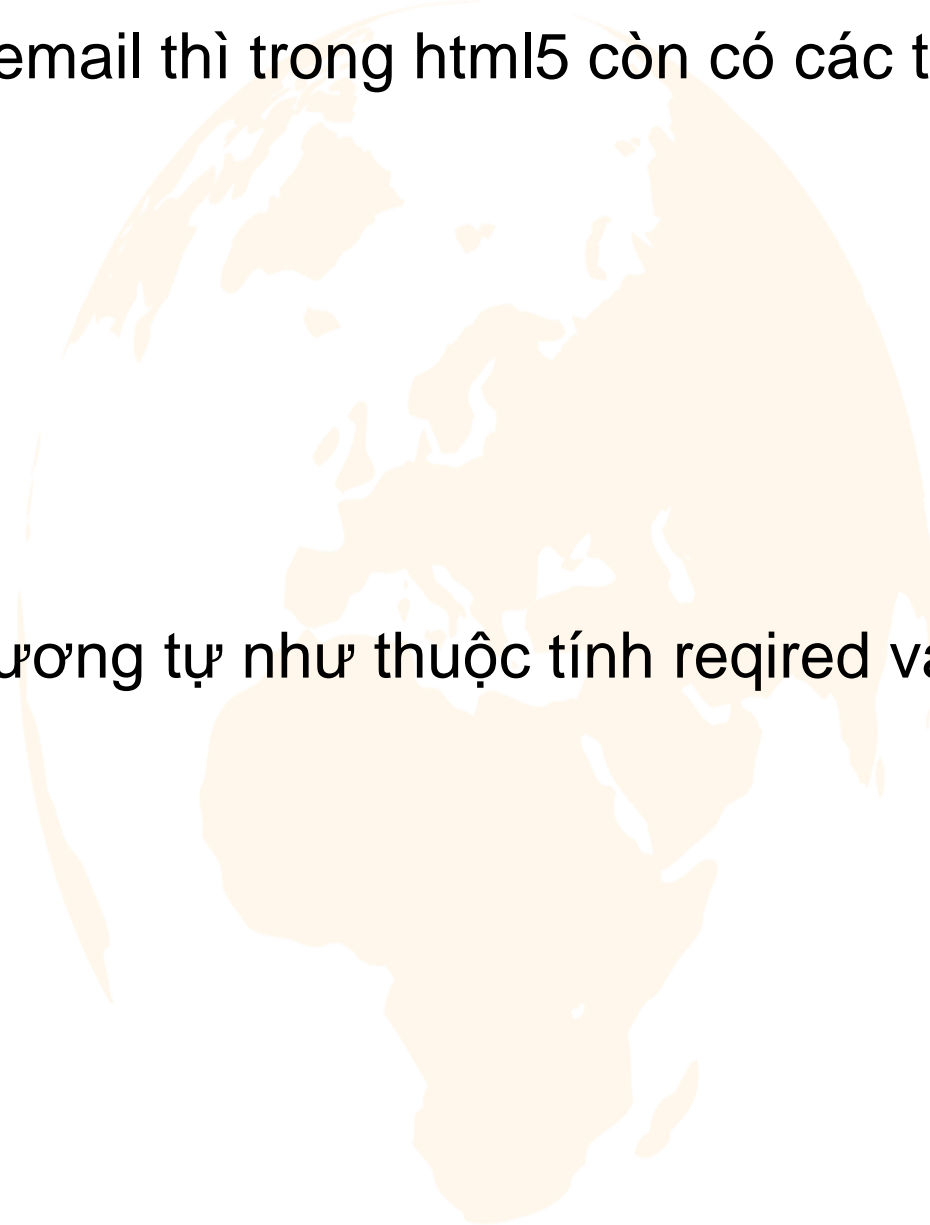 email thì trong html5 còn có các t
ương tự như thuộc tính reqired va